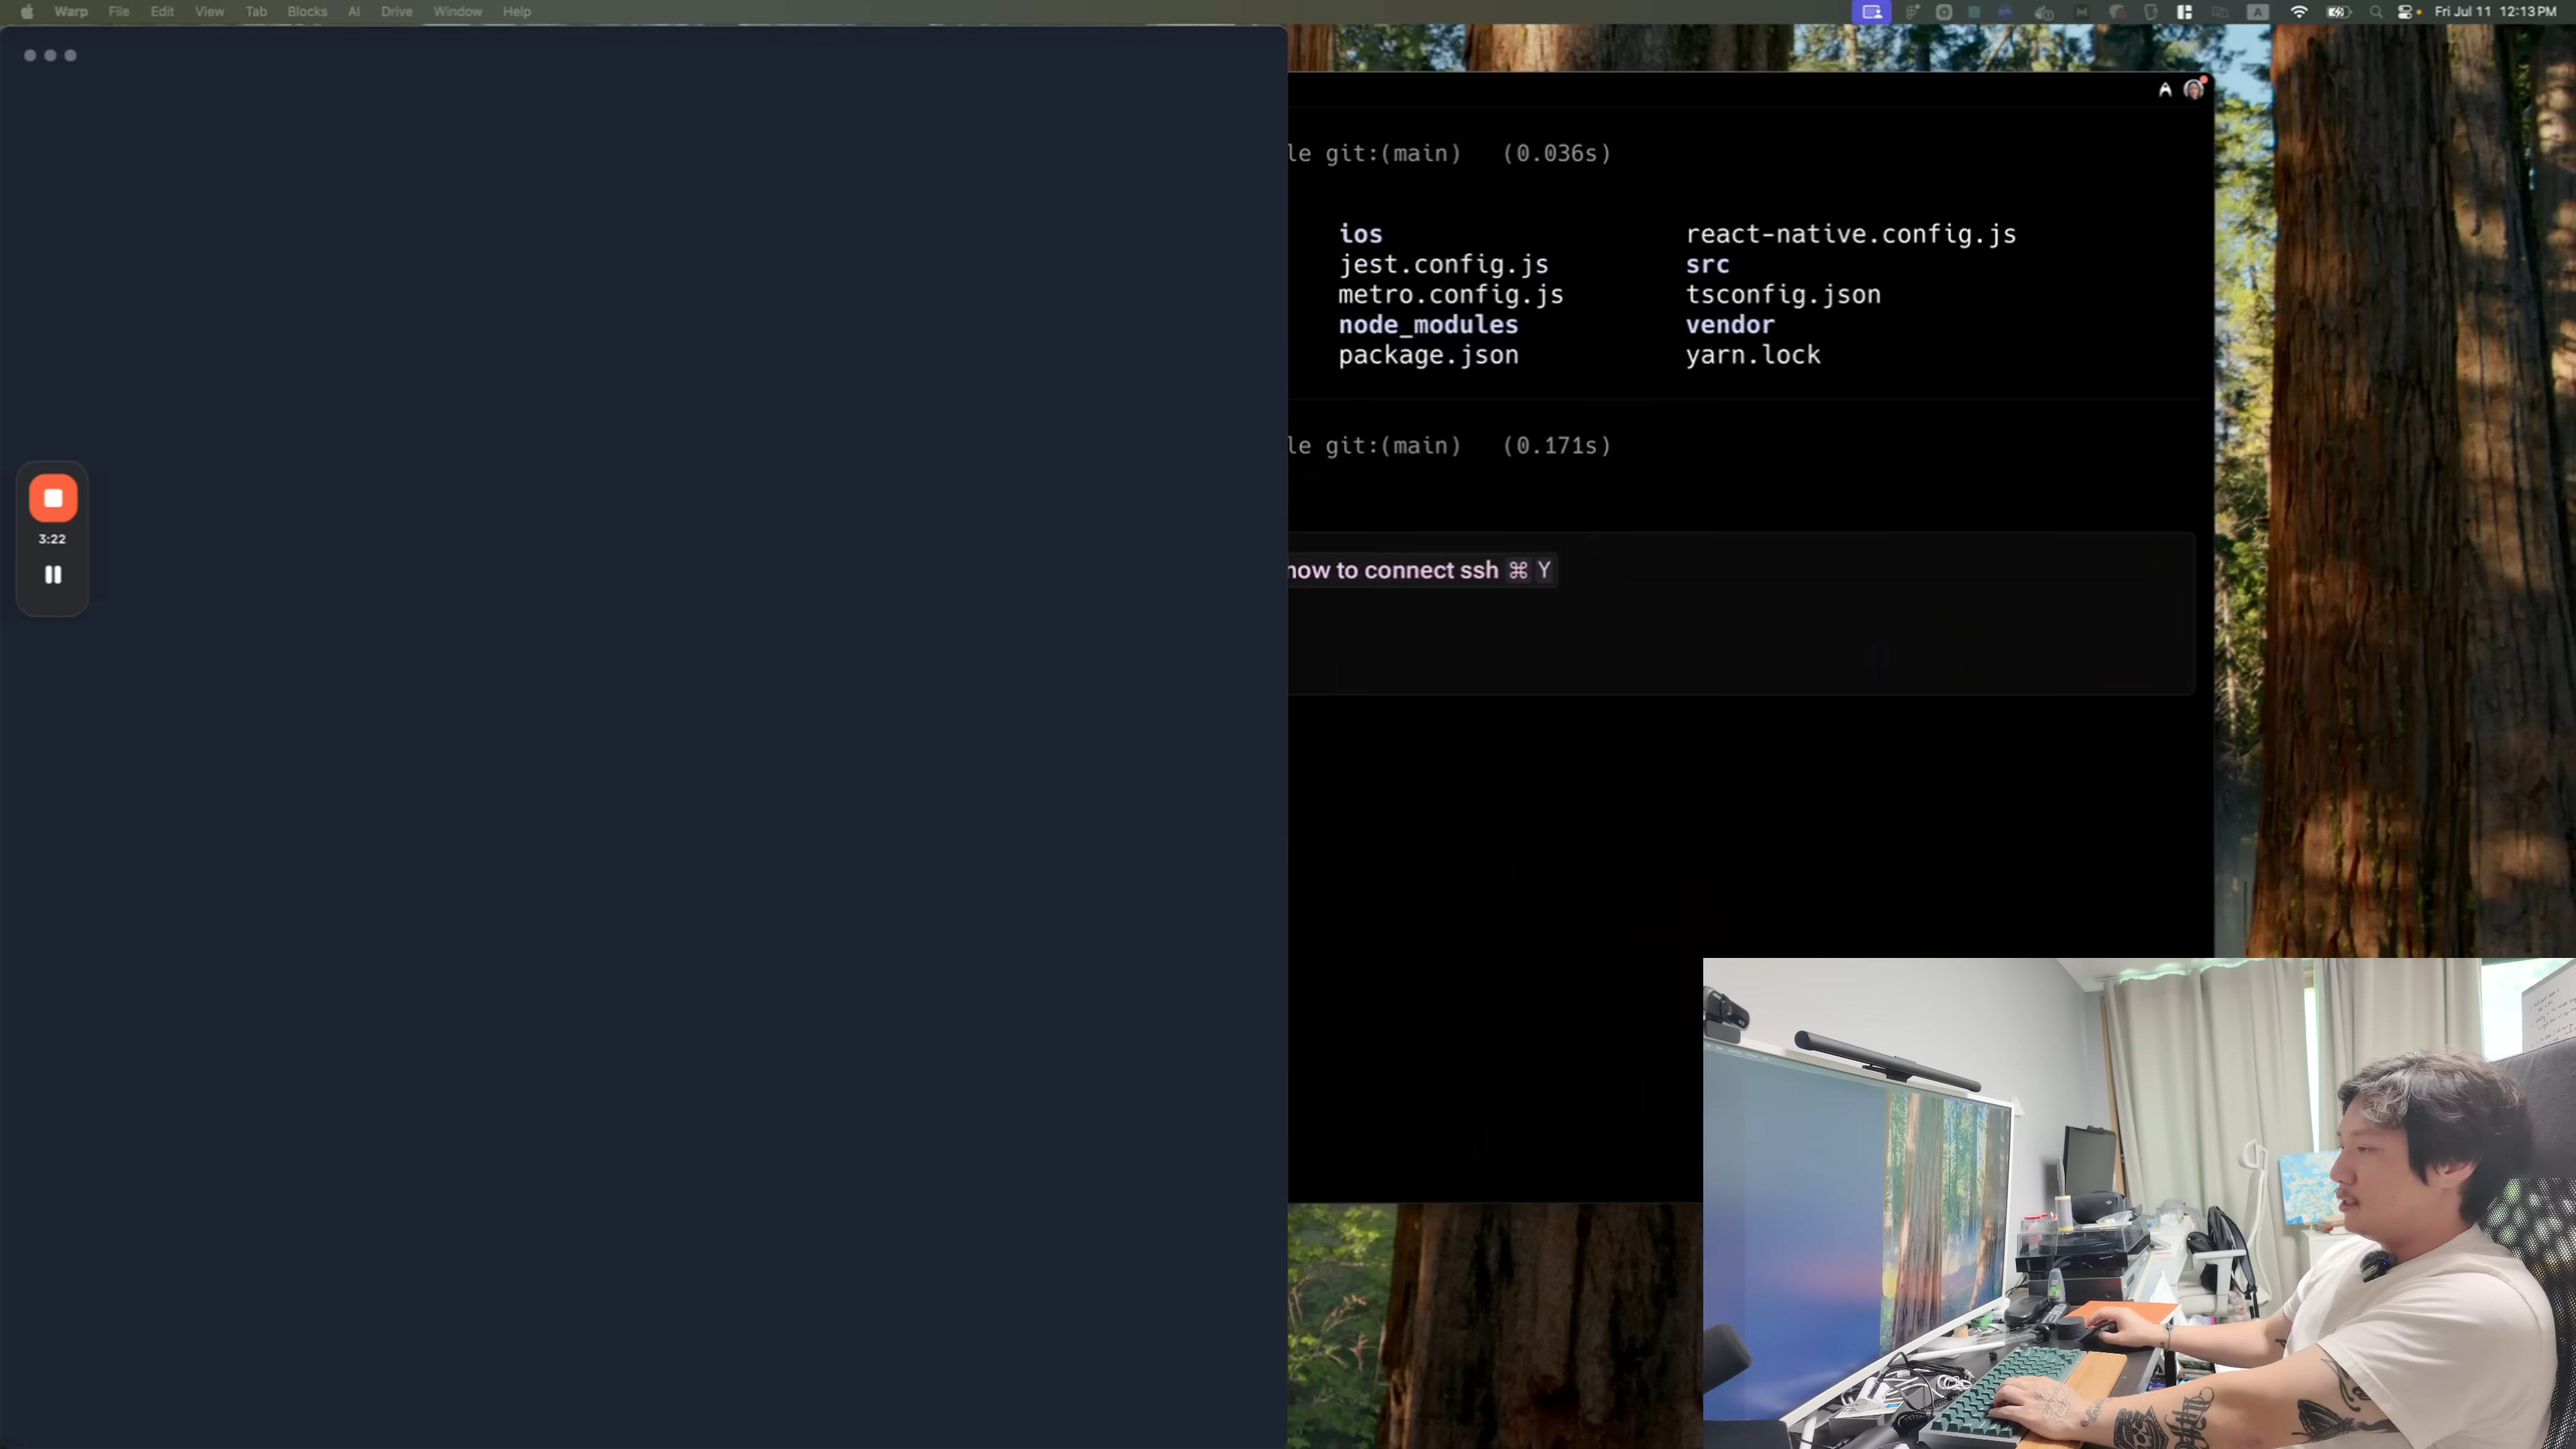 Warp File Edit View Tab Blocks AI Drive Window Help
A Fri Jul 11 12:13 PM
le git:(main) (0.036s)
ios react-native.config.js
jest.config.js src
metro.config.js tsconfig.json
node_modules vendor
package.json yarn.lock
le git:(main) (0.171s)
3:22
how to connect ssh ⌘ Y